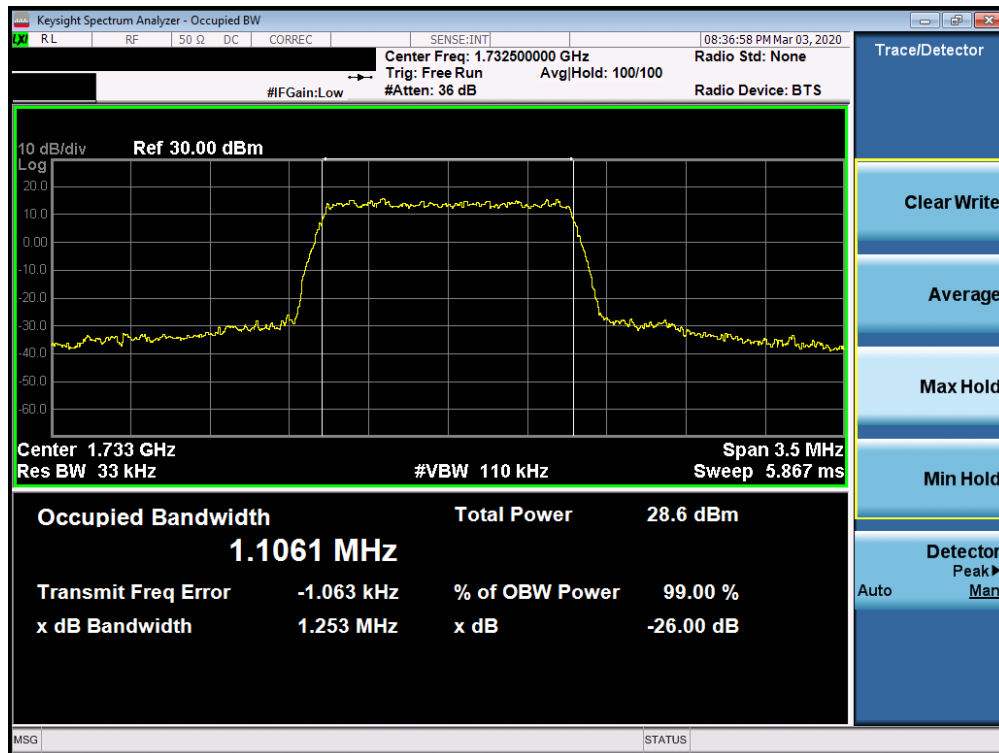 Keysight Spectrum Analyzer - Occupied BW
LXI RL RF 50 Ω DC CORREC SENSE:INT 08:36:58 PM Mar 03, 2020
Center Freq: 1.732500000 GHz Radio Std: None
Trig: Free Run Avg|Hold: 100/100
#IFGain:Low #Atten: 36 dB Radio Device: BTS
10 dB/div Ref 30.00 dBm
Log
20.0
10.0
0.00
-10.0
-20.0
-30.0
-40.0
-50.0
-60.0
Center 1.733 GHz Span 3.5 MHz
Res BW 33 kHz #VBW 110 kHz Sweep 5.867 ms
Occupied Bandwidth Total Power 28.6 dBm
1.1061 MHz
Transmit Freq Error -1.063 kHz % of OBW Power 99.00 %
x dB Bandwidth 1.253 MHz x dB -26.00 dB
MSG STATUS
Trace/Detector
Clear Write
Average
Max Hold
Min Hold
Detector
Peak
Auto Man